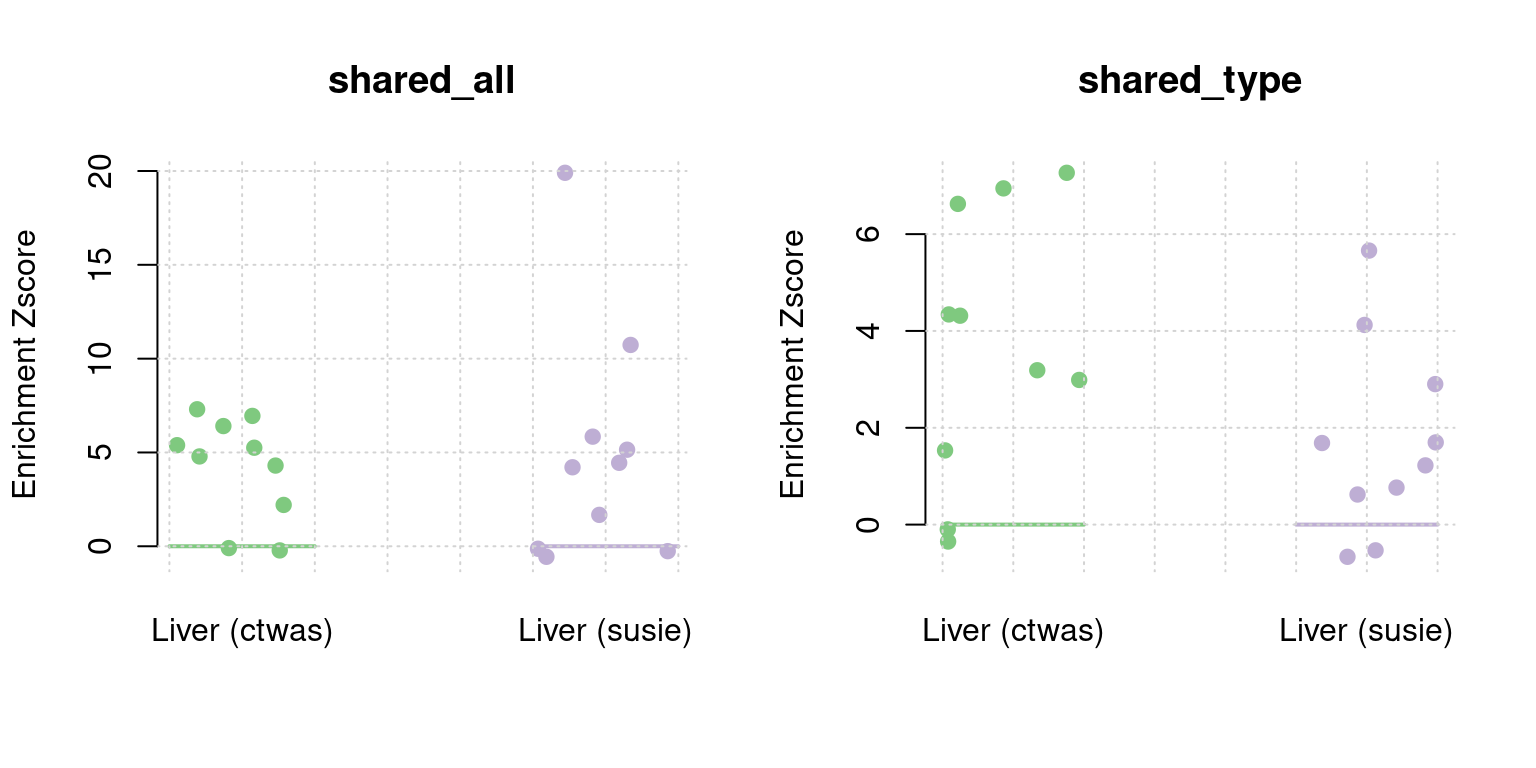 shared_all
Enrichment Zscore
20
15
10
5
0
Liver (ctwas)
Liver (susie)
shared_type
Enrichment Zscore
6
4
2
0
Liver (ctwas)
Liver (susie)